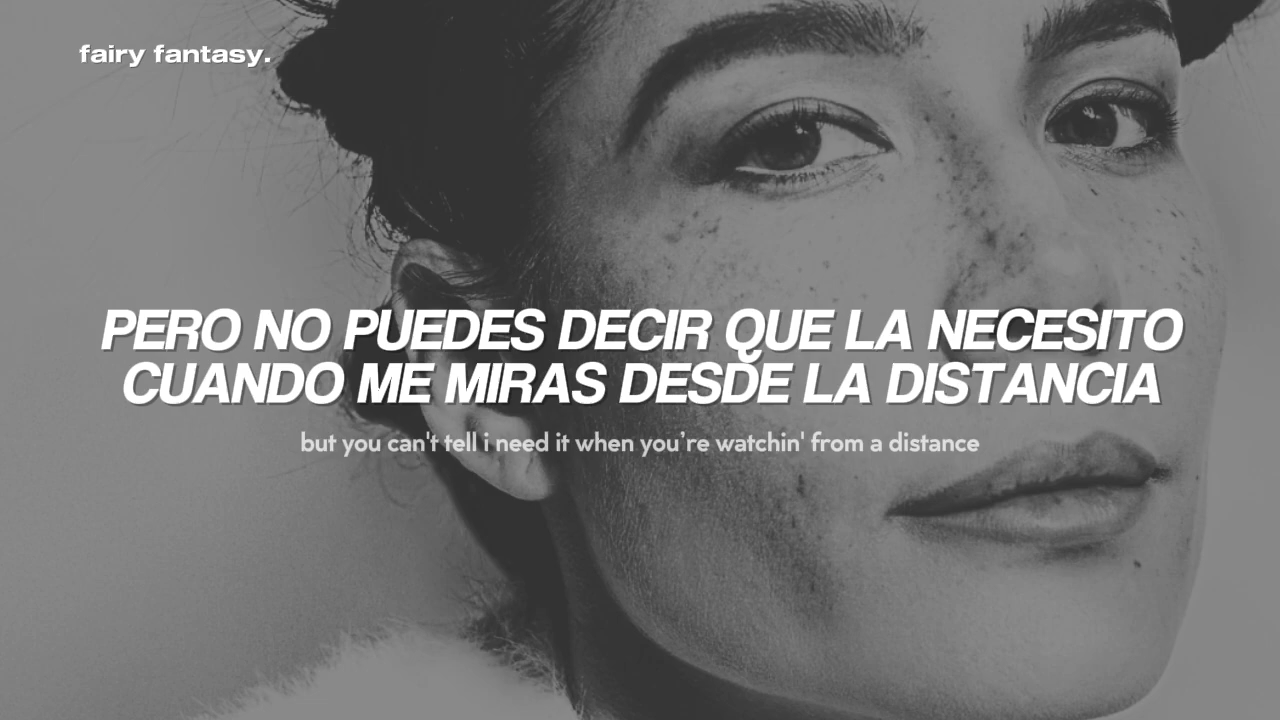 fairy fantasy.
PERO NO PUEDES DECIR QUE LA NECESITO
CUANDO ME MIRAS DESDE LA DISTANCIA
but you can't tell i need it when you’re watchin' from a distance